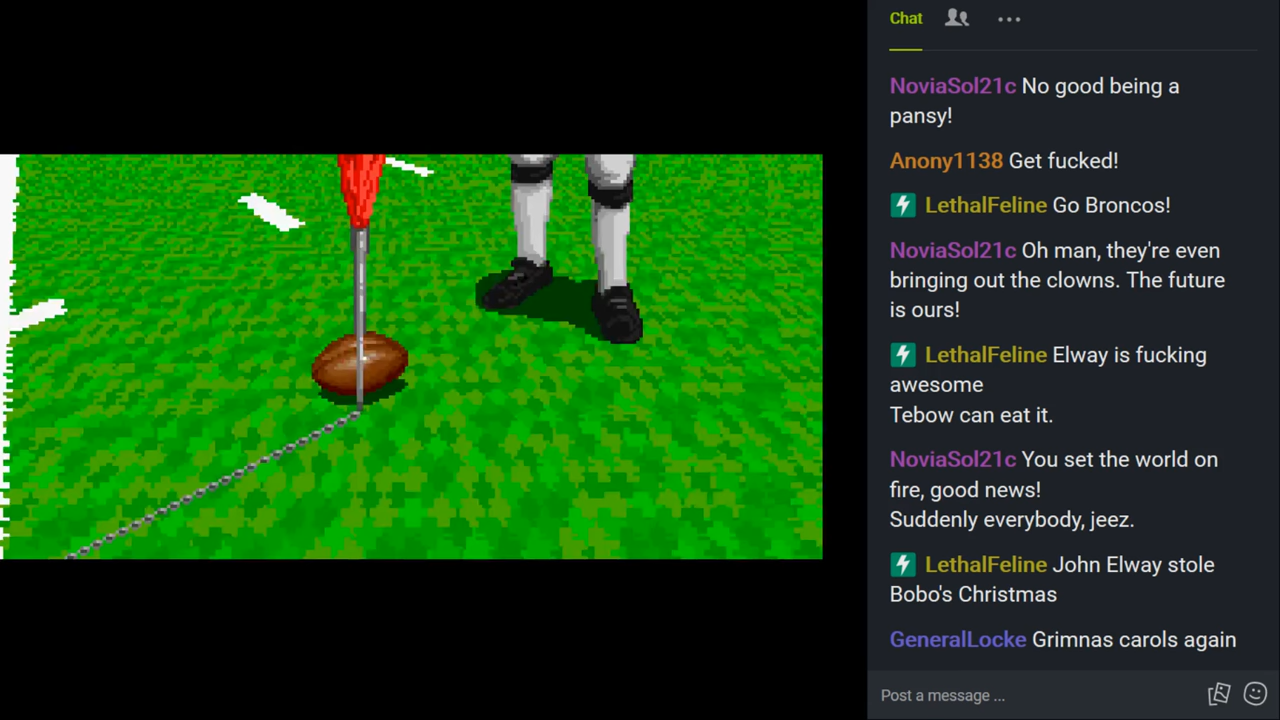 Chat
NoviaSol21c No good being a
pansy!
Anony1138 Get fucked!
LethalFeline Go Broncos!
NoviaSol21c Oh man, they're even
bringing out the clowns. The future
is ours!
LethalFeline Elway is fucking
awesome
Tebow can eat it.
NoviaSol21c You set the world on
fire, good news!
Suddenly everybody, jeez.
LethalFeline John Elway stole
Bobo's Christmas
GeneralLocke Grimnas carols again
Post a message ...